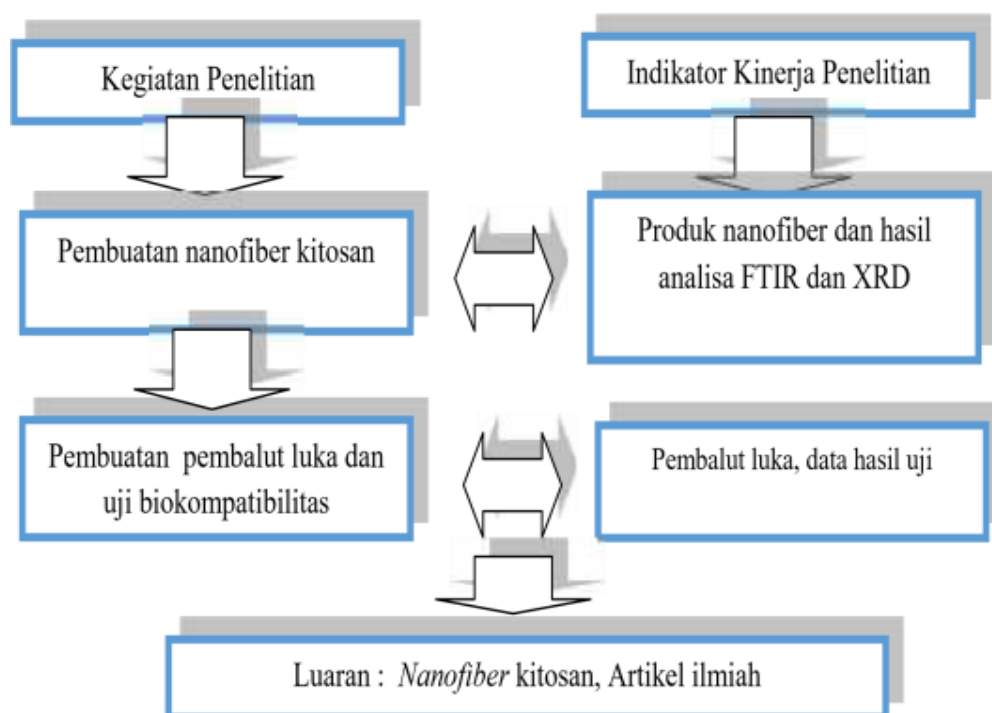 Kegiatan Penelitian
Indikator Kinerja Penelitian
Pembuatan nanofiber kitosan
Produk nanofiber dan hasil
analisa FTIR dan XRD
Pembuatan pembalut luka dan
uji biokompatibilitas
Pembalut luka, data hasil uji
Luaran : Nanofiber kitosan, Artikel ilmiah